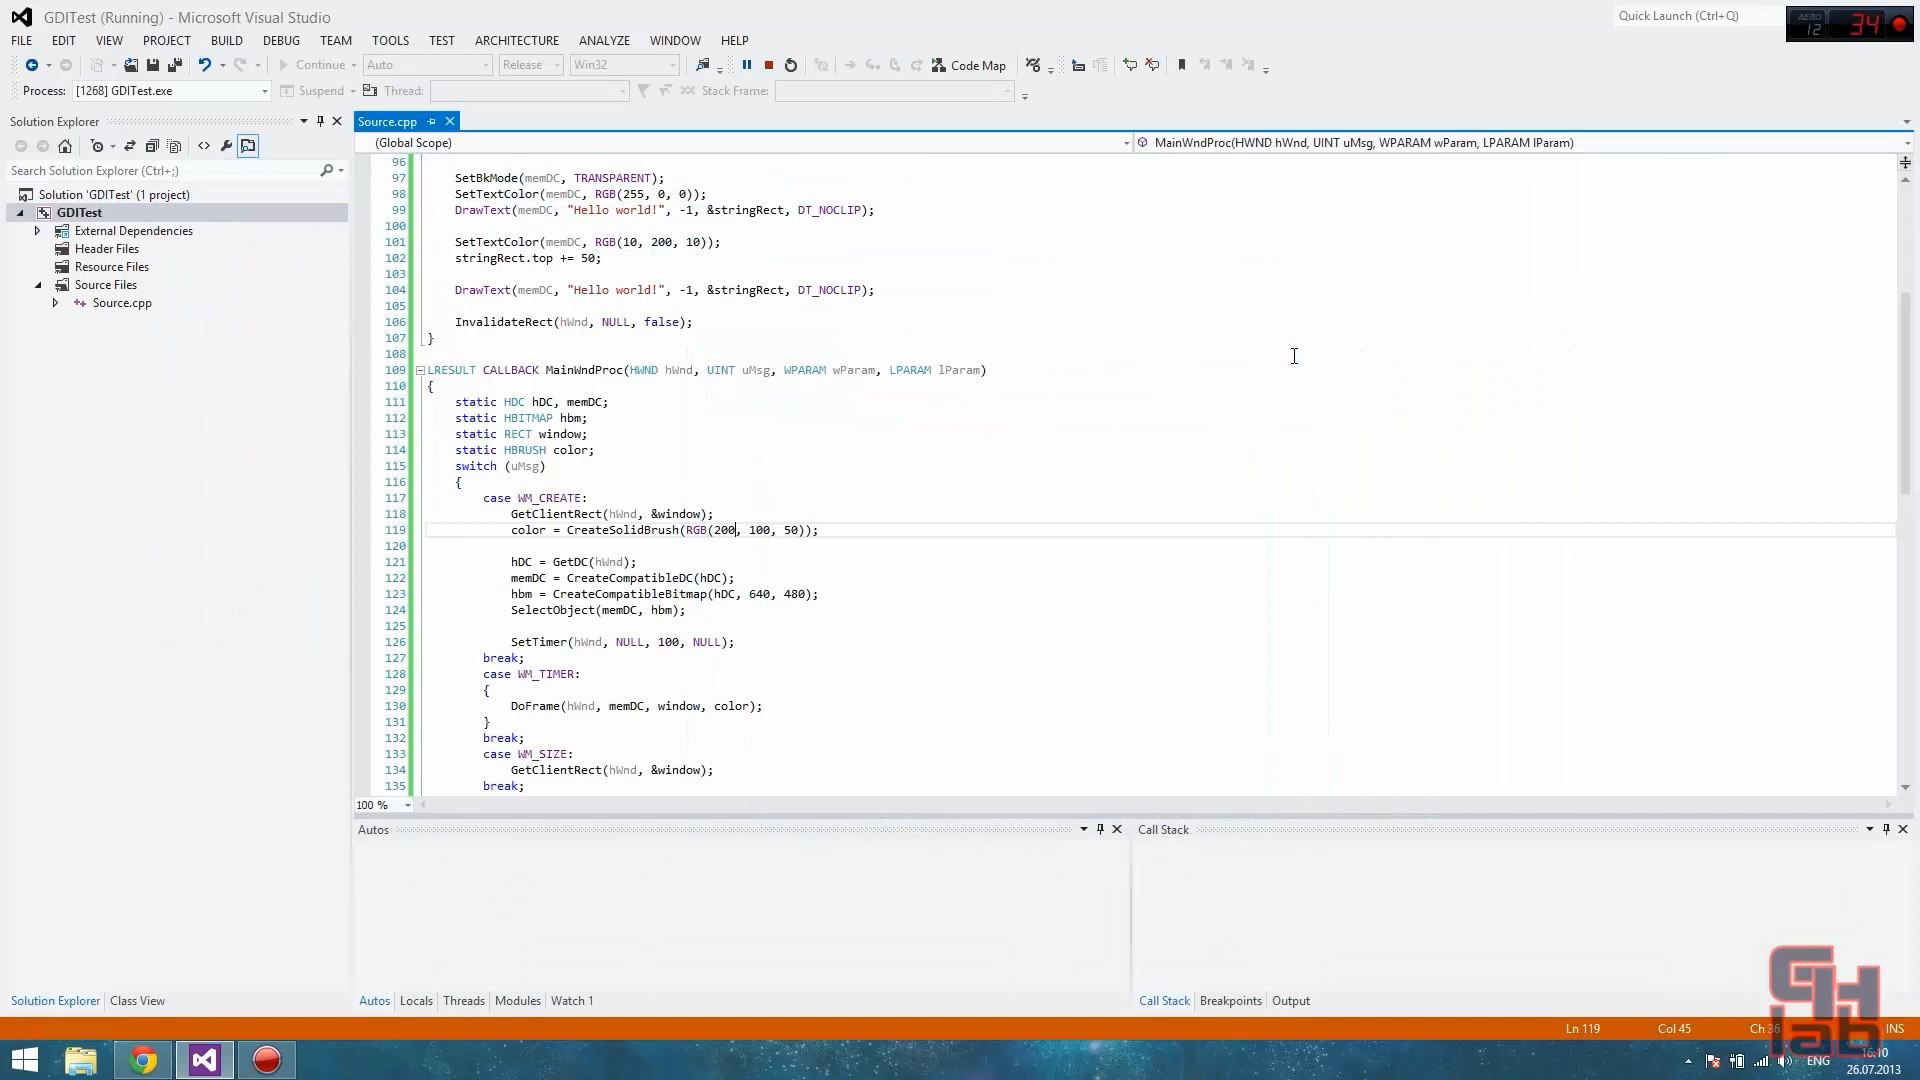 GDITest (Running) - Microsoft Visual Studio
Quick Launch (Ctrl+Q)
AERO
12
34
FILE EDIT VIEW PROJECT BUILD DEBUG TEAM TOOLS TEST ARCHITECTURE ANALYZE WINDOW HELP
Continue Auto Release Win32 Code Map
Process: [1268] GDITest.exe Suspend Thread: Stack Frame:
Solution Explorer
Source.cpp
(Global Scope)
MainWndProc(HWND hWnd, UINT uMsg, WPARAM wParam, LPARAM lParam)
Search Solution Explorer (Ctrl+;)
Solution 'GDITest' (1 project)
GDITest
External Dependencies
Header Files
Resource Files
Source Files
Source.cpp
96
97 SetBkMode(memDC, TRANSPARENT);
98 SetTextColor(memDC, RGB(255, 0, 0));
99 DrawText(memDC, "Hello world!", -1, &stringRect, DT_NOCLIP);
100
101 SetTextColor(memDC, RGB(10, 200, 10));
102 stringRect.top += 50;
103
104 DrawText(memDC, "Hello world!", -1, &stringRect, DT_NOCLIP);
105
106 InvalidateRect(hWnd, NULL, false);
107 }
108
109 LRESULT CALLBACK MainWndProc(HWND hWnd, UINT uMsg, WPARAM wParam, LPARAM lParam)
110 {
111 static HDC hDC, memDC;
112 static HBITMAP hbm;
113 static RECT window;
114 static HBRUSH color;
115 switch (uMsg)
116 {
117 case WM_CREATE:
118 GetClientRect(hWnd, &window);
119 color = CreateSolidBrush(RGB(200, 100, 50));
120
121 hDC = GetDC(hWnd);
122 memDC = CreateCompatibleDC(hDC);
123 hbm = CreateCompatibleBitmap(hDC, 640, 480);
124 SelectObject(memDC, hbm);
125
126 SetTimer(hWnd, NULL, 100, NULL);
127 break;
128 case WM_TIMER:
129 {
130 DoFrame(hWnd, memDC, window, color);
131 }
132 break;
133 case WM_SIZE:
134 GetClientRect(hWnd, &window);
135 break;
100 %
Autos
Call Stack
Solution Explorer Class View
Autos Locals Threads Modules Watch 1
Call Stack Breakpoints Output
Ln 119 Col 45 Ch 36 INS
lab
ENG
16:10
26.07.2013